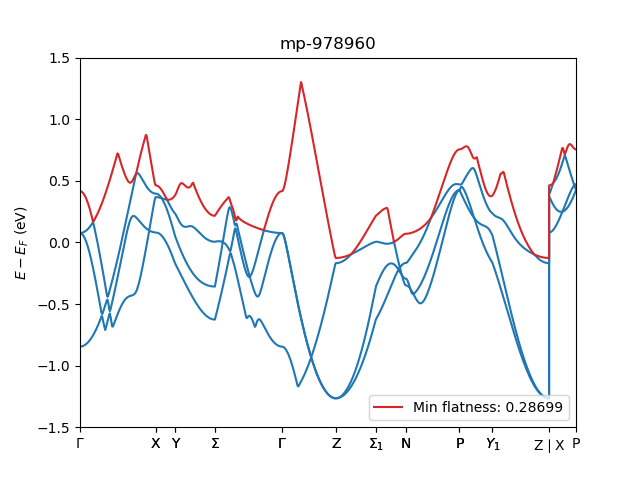 mp-978960
1.5
1.0
0.5
0.0
−0.5
−1.0
−1.5
E − E_F (eV)
Min flatness: 0.28699
Γ X Y Σ Γ Z Σ₁ N P Y₁ Z | X P